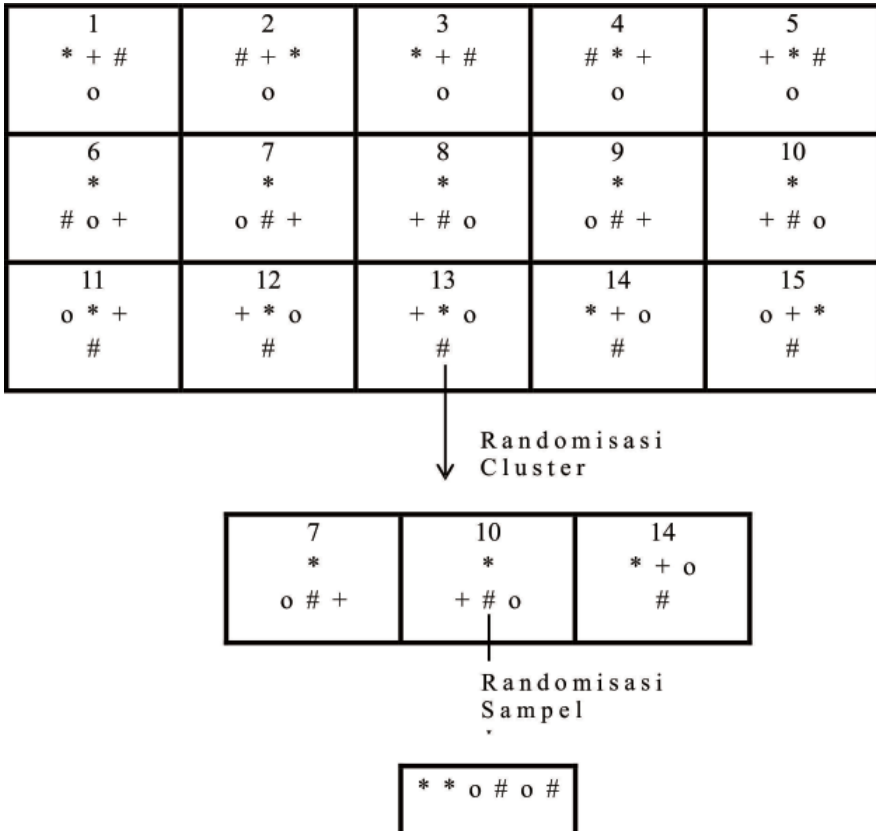 1 2 3 4 5
* + # # + * * + # # * + + * #
o o o o o
6 7 8 9 10
* * * * *
# o + o # + + # o o # + + # o
11 12 13 14 15
o * + + * o + * o * + o o + *
# # # # #
Randomisasi
Cluster
7 10 14
* * * + o
o # + + # o #
Randomisasi
Sampel
* * o # o #